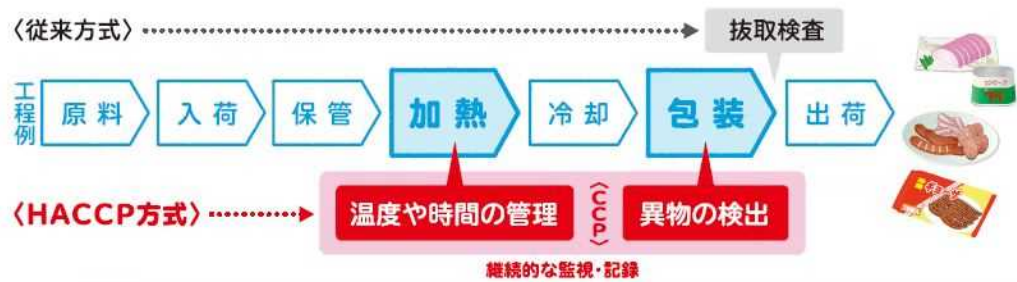 〈従来方式〉
抜取検査
工程例
原料
入荷
保管
加熱
冷却
包装
出荷
〈HACCP方式〉
温度や時間の管理
〈CCP〉
異物の検出
継続的な監視・記録